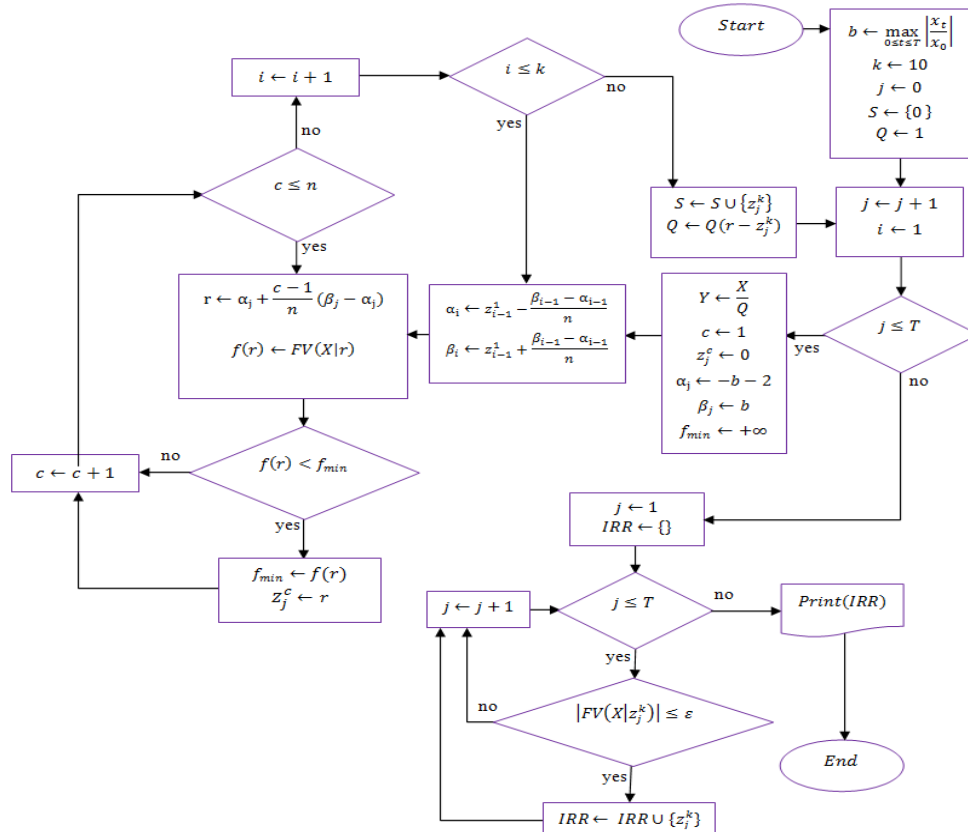 Start
b ← max 0≤t≤T |x_t/x_0|
k ← 10
j ← 0
S ← {0}
Q ← 1
j ← j + 1
i ← 1
j ≤ T
yes
no
Y ← X/Q
c ← 1
z_j^c ← 0
α_j ← −b − 2
β_j ← b
f_min ← +∞
α_i ← z_{i−1}^1 − (β_{i−1} − α_{i−1})/n
β_i ← z_{i−1}^1 + (β_{i−1} − α_{i−1})/n
r ← α_j + (c − 1)/n (β_j − α_j)
f(r) ← FV(X|r)
f(r) < f_min
no
yes
c ← c + 1
f_min ← f(r)
Z_j^c ← r
c ≤ n
no
yes
i ← i + 1
i ≤ k
no
yes
S ← S ∪ {z_j^k}
Q ← Q(r − z_j^k)
j ← 1
IRR ← {}
j ≤ T
no
yes
j ← j + 1
Print(IRR)
End
|FV(X|z_j^k)| ≤ ε
no
yes
IRR ← IRR ∪ {z_j^k}